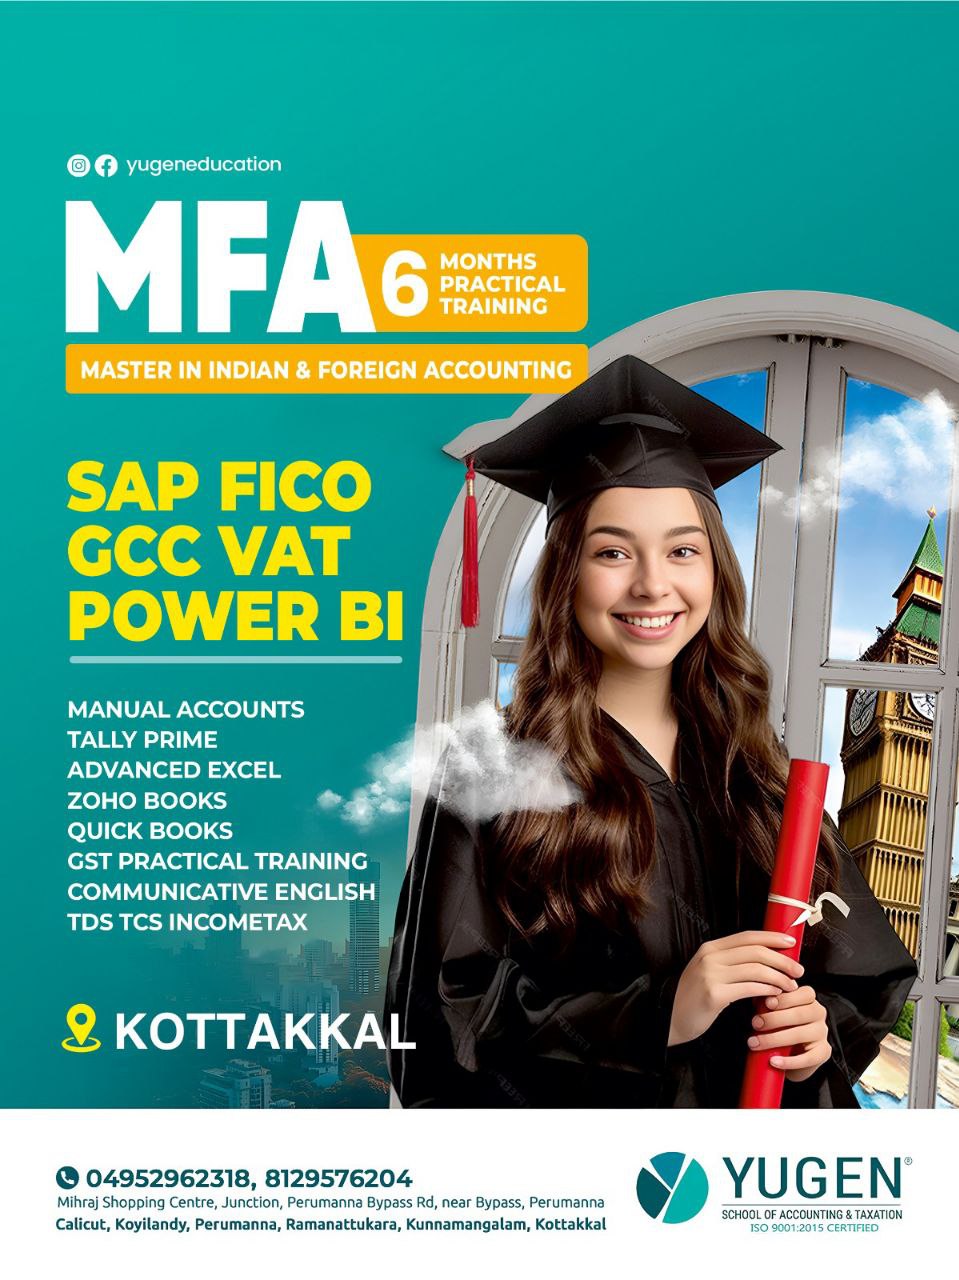 yugeneducation
MFA
6 MONTHS
PRACTICAL
TRAINING
MASTER IN INDIAN & FOREIGN ACCOUNTING
SAP FICO
GCC VAT
POWER BI
MANUAL ACCOUNTS
TALLY PRIME
ADVANCED EXCEL
ZOHO BOOKS
QUICK BOOKS
GST PRACTICAL TRAINING
COMMUNICATIVE ENGLISH
TDS TCS INCOMETAX
KOTTAKKAL
04952962318, 8129576204
Mihraj Shopping Centre, Junction, Perumanna Bypass Rd, near Bypass, Perumanna
Calicut, Koyilandy, Perumanna, Ramanattukara, Kunnamangalam, Kottakkal
YUGEN®
SCHOOL OF ACCOUNTING & TAXATION
ISO 9001:2015 CERTIFIED